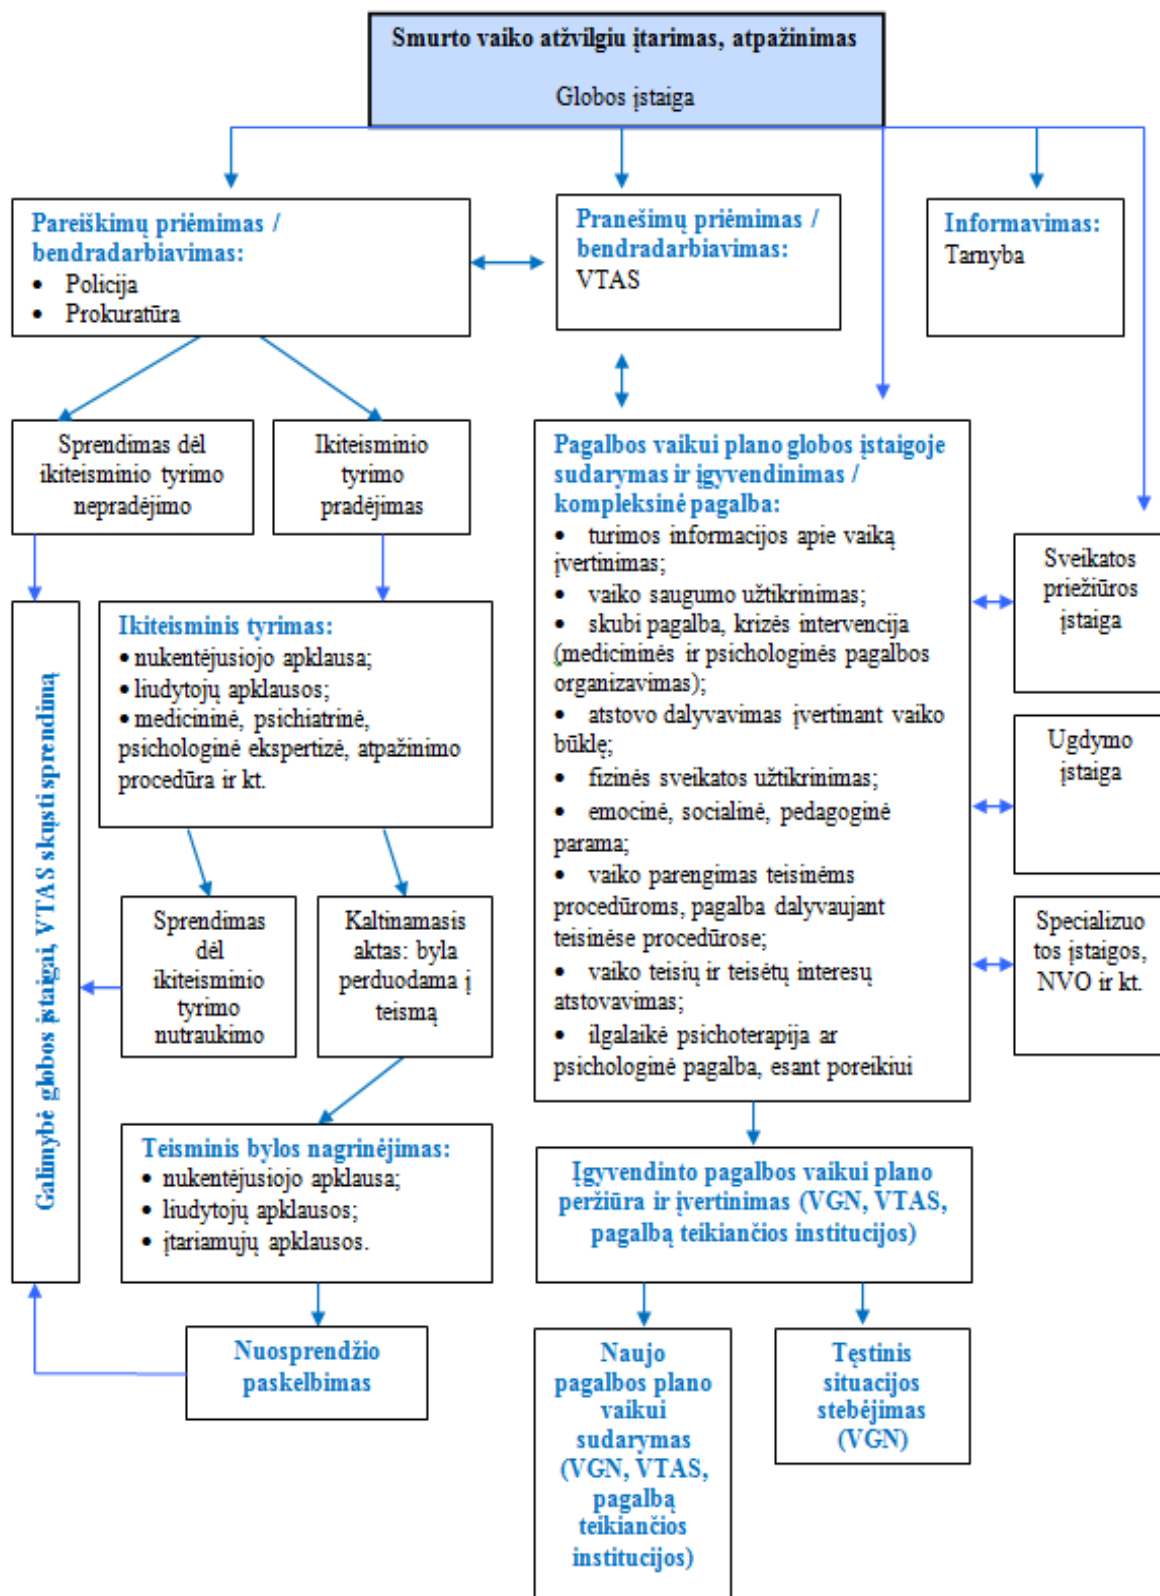 Smurto vaiko atžvilgiu įtarimas, atpažinimas
Globos įstaiga
Pareiškimų priėmimas /
bendradarbiavimas:
• Policija
• Prokuratūra
Pranešimų priėmimas /
bendradarbiavimas:
VTAS
Informavimas:
Tarnyba
Sprendimas dėl
ikiteisminio tyrimo
nepradėjimo
Ikiteisminio
tyrimo
pradėjimas
Galimybė globos įstaigai, VTAS skųsti sprendimą
Ikiteisminis tyrimas:
• nukentėjusiojo apklausa;
• liudytojų apklausos;
• medicininė, psichiatrinė,
psichologinė ekspertizė, atpažinimo
procedūra ir kt.
Sprendimas
dėl
ikiteisminio
tyrimo
nutraukimo
Kaltinamasis
aktas: byla
perduodama į
teismą
Teisminis bylos nagrinėjimas:
• nukentėjusiojo apklausa;
• liudytojų apklausos;
• įtariamųjų apklausos.
Nuosprendžio
paskelbimas
Pagalbos vaikui plano globos įstaigoje
sudarymas ir įgyvendinimas /
kompleksinė pagalba:
• turimos informacijos apie vaiką
įvertinimas;
• vaiko saugumo užtikrinimas;
• skubi pagalba, krizės intervencija
(medicininės ir psichologinės pagalbos
organizavimas);
• atstovo dalyvavimas įvertinant vaiko
būklę;
• fizinės sveikatos užtikrinimas;
• emocinė, socialinė, pedagoginė
parama;
• vaiko parengimas teisinėms
procedūroms, pagalba dalyvaujant
teisinėse procedūrose;
• vaiko teisių ir teisėtų interesų
atstovavimas;
• ilgalaikė psichoterapija ar
psichologinė pagalba, esant poreikiui
Sveikatos
priežiūros
įstaiga
Ugdymo
įstaiga
Specializuo
tos įstaigos,
NVO ir kt.
Įgyvendinto pagalbos vaikui plano
peržiūra ir įvertinimas (VGN, VTAS,
pagalbą teikiančios institucijos)
Naujo
pagalbos plano
vaikui
sudarymas
(VGN, VTAS,
pagalbą
teikiančios
institucijos)
Tęstinis
situacijos
stebėjimas
(VGN)